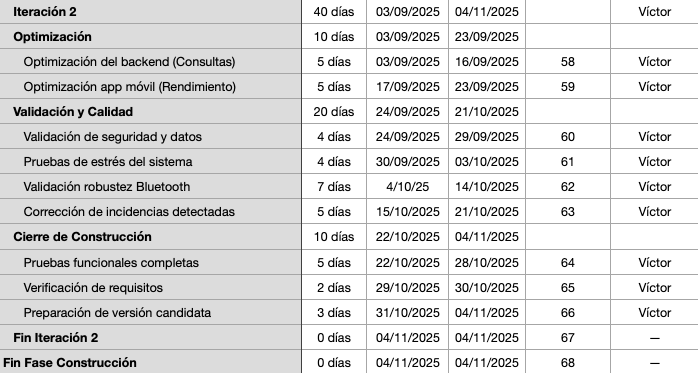 Iteración 2 40 días 03/09/2025 04/11/2025 Víctor
Optimización 10 días 03/09/2025 23/09/2025
Optimización del backend (Consultas) 5 días 03/09/2025 16/09/2025 58 Víctor
Optimización app móvil (Rendimiento) 5 días 17/09/2025 23/09/2025 59 Víctor
Validación y Calidad 20 días 24/09/2025 21/10/2025
Validación de seguridad y datos 4 días 24/09/2025 29/09/2025 60 Víctor
Pruebas de estrés del sistema 4 días 30/09/2025 03/10/2025 61 Víctor
Validación robustez Bluetooth 7 días 4/10/25 14/10/2025 62 Víctor
Corrección de incidencias detectadas 5 días 15/10/2025 21/10/2025 63 Víctor
Cierre de Construcción 10 días 22/10/2025 04/11/2025
Pruebas funcionales completas 5 días 22/10/2025 28/10/2025 64 Víctor
Verificación de requisitos 2 días 29/10/2025 30/10/2025 65 Víctor
Preparación de versión candidata 3 días 31/10/2025 04/11/2025 66 Víctor
Fin Iteración 2 0 días 04/11/2025 04/11/2025 67 —
Fin Fase Construcción 0 días 04/11/2025 04/11/2025 68 —